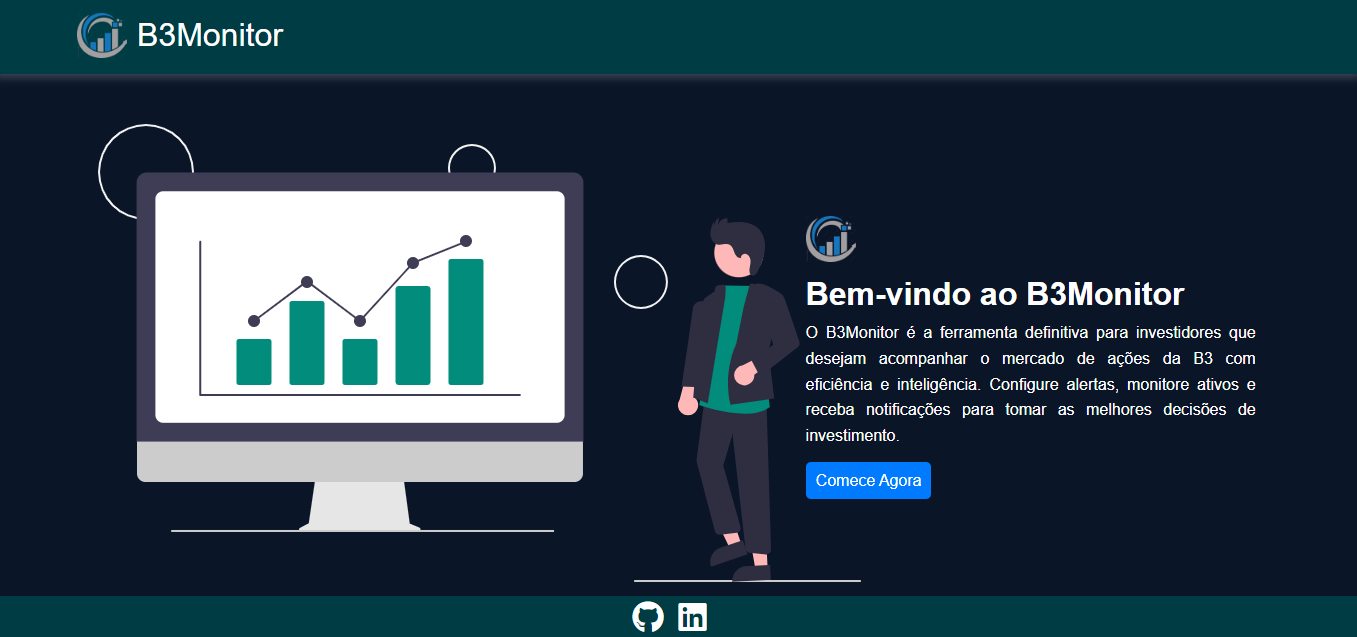 B3Monitor
Bem-vindo ao B3Monitor
O B3Monitor é a ferramenta definitiva para investidores que
desejam acompanhar o mercado de ações da B3 com
eficiência e inteligência. Configure alertas, monitore ativos e
receba notificações para tomar as melhores decisões de
investimento.
Comece Agora
in